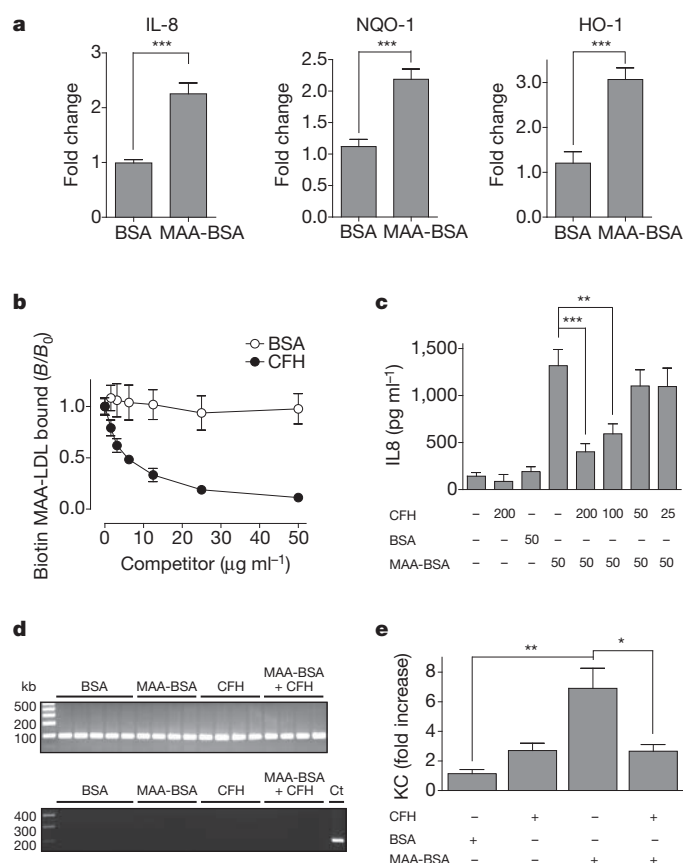 a
IL-8 NQO-1 HO-1
*** *** ***
Fold change Fold change Fold change
3
2
1
0
2.5
2.0
1.5
1.0
0.5
0.0
3.0
2.0
1.0
0.0
BSA MAA-BSA BSA MAA-BSA BSA MAA-BSA
b
BSA
CFH
Biotin MAA-LDL bound (B/B0)
1.0
0.5
0.0
0 10 20 30 40 50
Competitor (µg ml−1)
c
**
***
IL8 (pg ml−1)
1,500
1,000
500
0
CFH – 200 – – 200 100 50 25
BSA – – 50 – – – – –
MAA-BSA – – – 50 50 50 50 50
d
kb BSA MAA-BSA CFH MAA-BSA + CFH
500
200
100
BSA MAA-BSA CFH MAA-BSA + CFH Ct
400
300
200
e
** *
KC (fold increase)
8
6
4
2
0
CFH – + – +
BSA + – – –
MAA-BSA – – + +